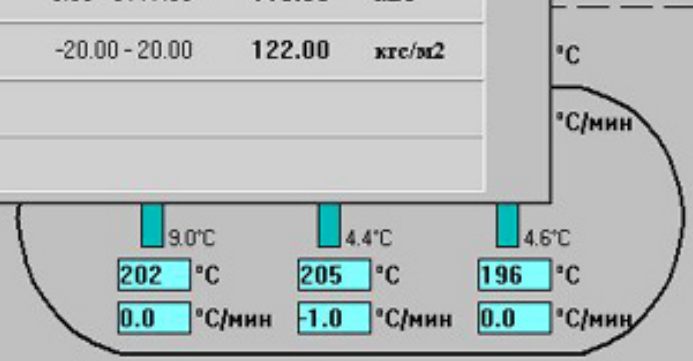 -20.00 - 20.00 122.00 кгс/м2
°C
°C/мин
9.0°C 4.4°C 4.6°C
202 °C 205 °C 196 °C
0.0 °C/мин -1.0 °C/мин 0.0 °C/мин